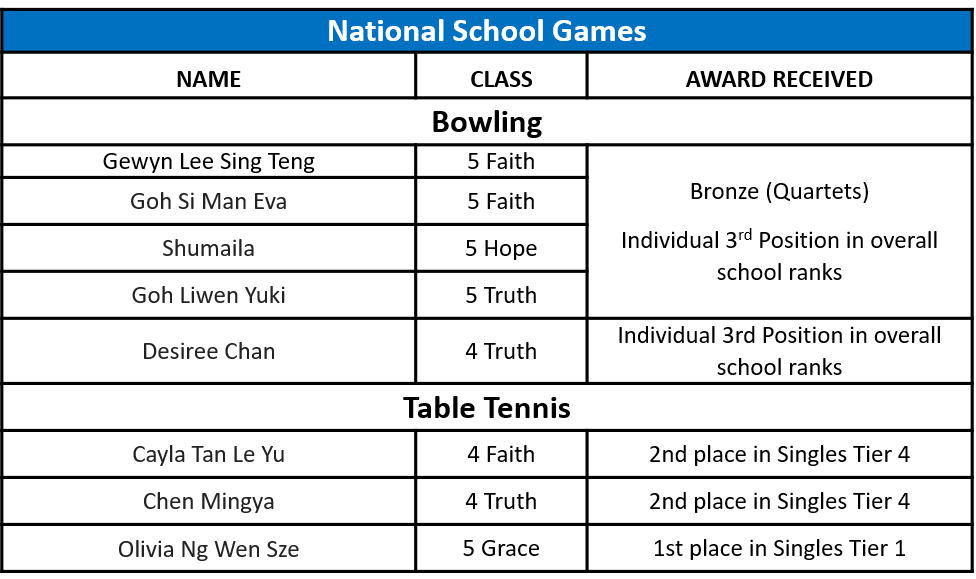 National School Games
NAME CLASS AWARD RECEIVED
Bowling
Gewyn Lee Sing Teng 5 Faith
Goh Si Man Eva 5 Faith
Shumaila 5 Hope
Goh Liwen Yuki 5 Truth
Bronze (Quartets)
Individual 3rd Position in overall
school ranks
Desiree Chan 4 Truth
Individual 3rd Position in overall
school ranks
Table Tennis
Cayla Tan Le Yu 4 Faith 2nd place in Singles Tier 4
Chen Mingya 4 Truth 2nd place in Singles Tier 4
Olivia Ng Wen Sze 5 Grace 1st place in Singles Tier 1